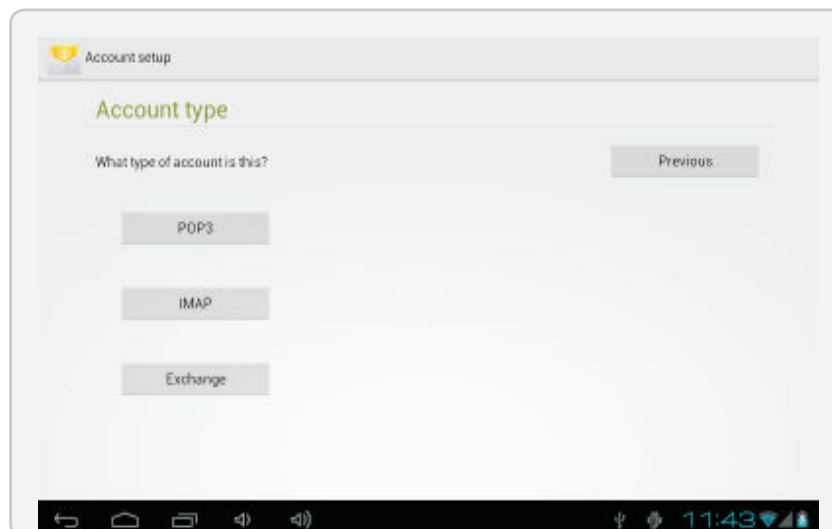 Account setup
Account type
What type of account is this?
Previous
POP3
IMAP
Exchange
11:43